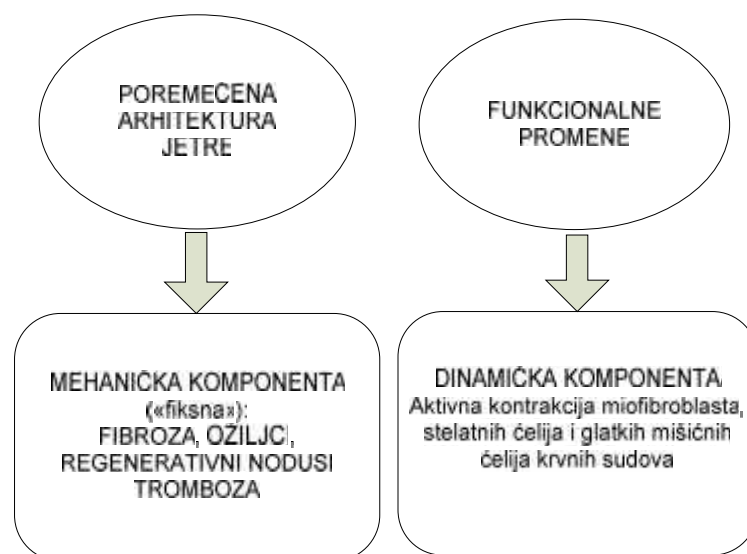 POREMEĆENA
ARHITEKTURA
JETRE
FUNKCIONALNE
PROMENE
MEHANIČKA KOMPONENTA
(«fiksna»):
FIBROZA, OŽILJCI,
REGENERATIVNI NODUSI
TROMBOZA
DINAMIČKA KOMPONENTA
Aktivna kontrakcija miofibroblasta,
stelatnih ćelija i glatkih mišićnih
ćelija krvnih sudova